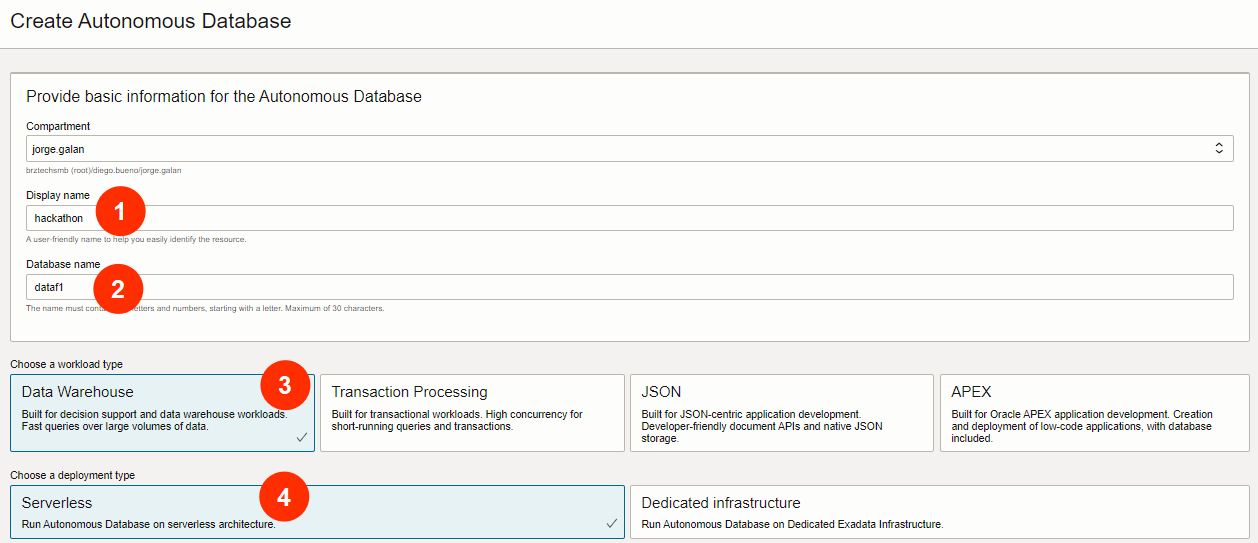 Create Autonomous Database
Provide basic information for the Autonomous Database
Compartment
jorge.galan
brztechsmb (root)/diego.bueno/jorge.galan
Display name
1
hackathon
A user-friendly name to help you easily identify the resource.
Database name
2
dataf1
The name must letters and numbers, starting with a letter. Maximum of 30 characters.
Choose a workload type
3
Data Warehouse
Built for decision support and data warehouse workloads.
Fast queries over large volumes of data.
Transaction Processing
Built for transactional workloads. High concurrency for
short-running queries and transactions.
JSON
Built for JSON-centric application development.
Developer-friendly document APIs and native JSON
storage.
APEX
Built for Oracle APEX application development. Creation
and deployment of low-code applications, with database
included.
Choose a deployment type
4
Serverless
Run Autonomous Database on serverless architecture.
Dedicated infrastructure
Run Autonomous Database on Dedicated Exadata Infrastructure.